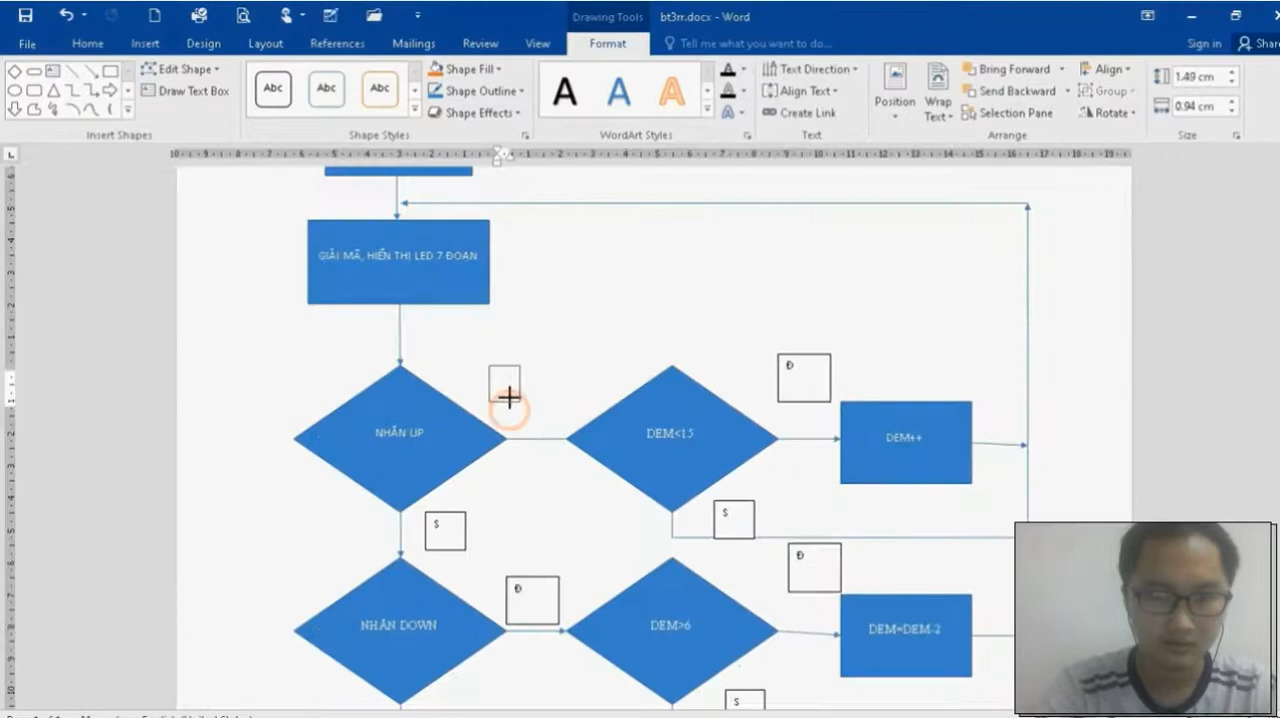 Drawing Tools
bt3rr.docx - Word
File Home Insert Design Layout References Mailings Review View Format Tell me what you want to do... Sign in Shar
Edit Shape
Draw Text Box
Insert Shapes
Abc Abc Abc
Shape Fill
Shape Outline
Shape Effects
Shape Styles
A A A
WordArt Styles
Text Direction
Align Text
Create Link
Text
Position
Wrap
Text
Bring Forward
Send Backward
Selection Pane
Align
Group
Rotate
Arrange
1.49 cm
0.94 cm
Size
GIẢI MÃ, HIỂN THỊ LED 7 ĐOẠN
NHẤN UP
DEM<15
Đ
DEM++
S
S
NHẤN DOWN
Đ
DEM>6
Đ
DEM=DEM-2
S